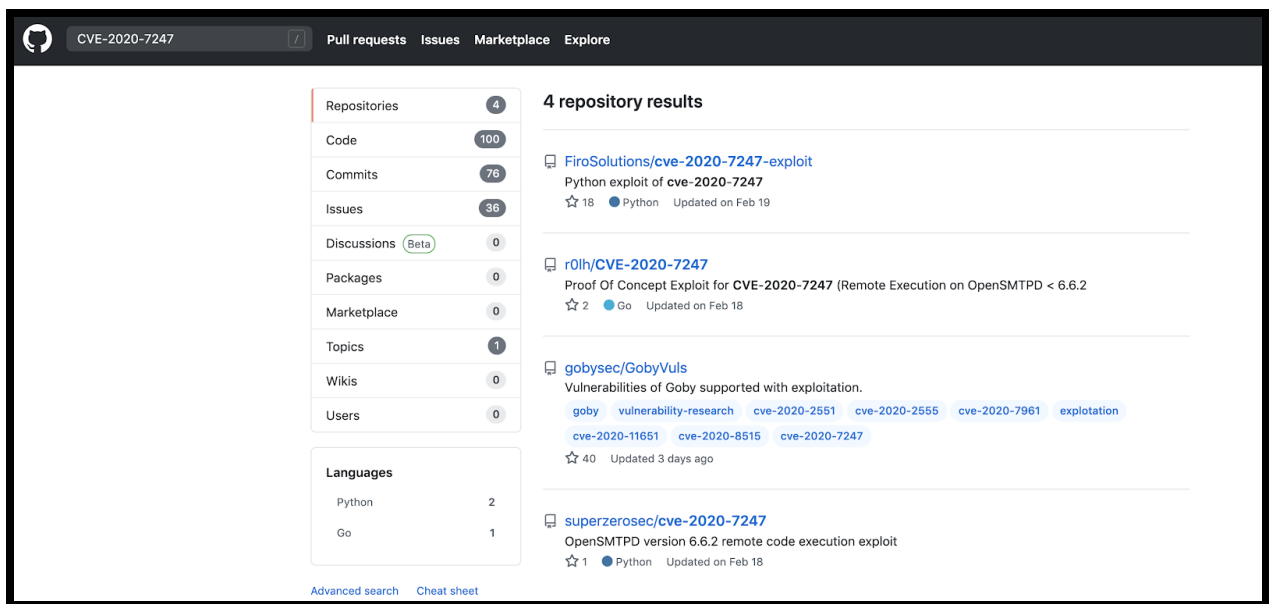 CVE-2020-7247 / Pull requests Issues Marketplace Explore
Repositories 4
Code 100
Commits 76
Issues 36
Discussions Beta 0
Packages 0
Marketplace 0
Topics 1
Wikis 0
Users 0
Languages
Python 2
Go 1
Advanced search Cheat sheet
4 repository results
FiroSolutions/cve-2020-7247-exploit
Python exploit of cve-2020-7247
18 Python Updated on Feb 19
r0lh/CVE-2020-7247
Proof Of Concept Exploit for CVE-2020-7247 (Remote Execution on OpenSMTPD < 6.6.2
2 Go Updated on Feb 18
gobysec/GobyVuls
Vulnerabilities of Goby supported with exploitation.
goby vulnerability-research cve-2020-2551 cve-2020-2555 cve-2020-7961 explotation
cve-2020-11651 cve-2020-8515 cve-2020-7247
40 Updated 3 days ago
superzerosec/cve-2020-7247
OpenSMTPD version 6.6.2 remote code execution exploit
1 Python Updated on Feb 18